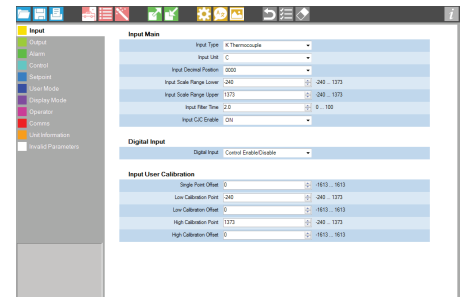 Input
Output
Alarm
Control
Setpoint
User Mode
Display Mode
Operator
Comms
Unit Information
Invalid Parameters
Input Main
Input Type K Thermocouple
Input Unit C
Input Decimal Position 0000
Input Scale Range Lower -240 -240 ... 1373
Input Scale Range Upper 1373 -240 ... 1373
Input Filter Time 2.0 0 ... 100
Input CJC Enable ON
Digital Input
Digital Input Control Enable/Disable
Input User Calibration
Single Point Offset 0 -1613 ... 1613
Low Calibration Point -240 -240 ... 1373
Low Calibration Offset 0 -1613 ... 1613
High Calibration Point 1373 -240 ... 1373
High Calibration Offset 0 -1613 ... 1613